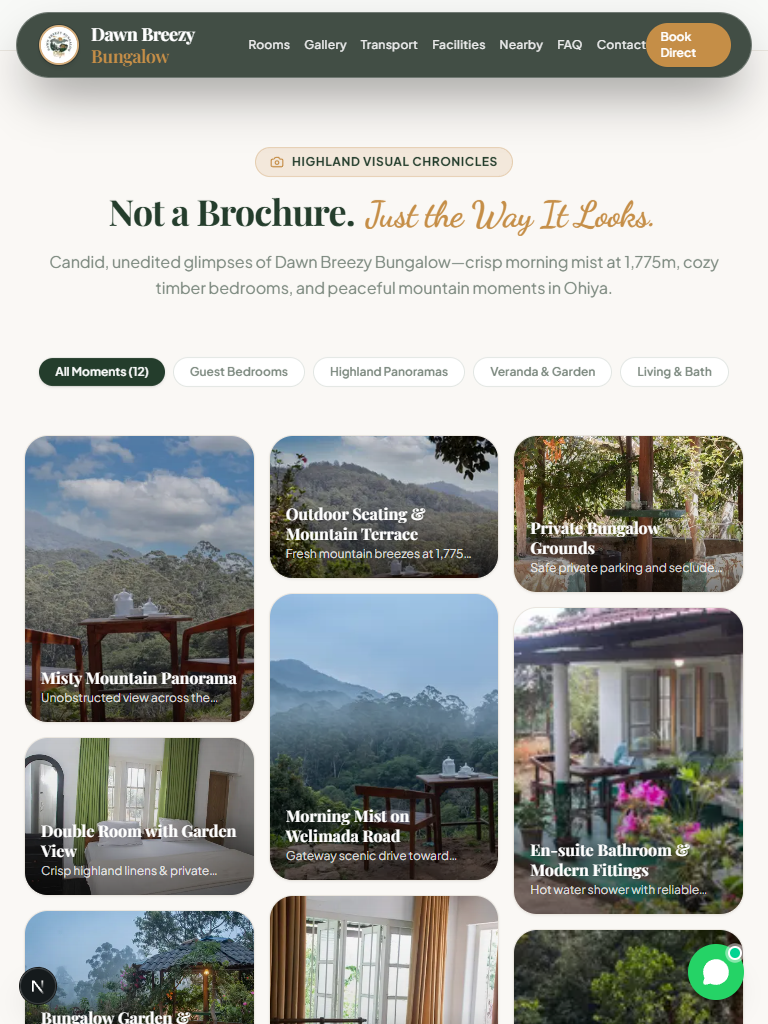 Dawn Breezy
Bungalow
Rooms
Gallery
Transport
Facilities
Nearby
FAQ
Contact
Book
Direct
HIGHLAND VISUAL CHRONICLES
Not a Brochure. Just the Way It Looks.
Candid, unedited glimpses of Dawn Breezy Bungalow—crisp morning mist at 1,775m, cozy
timber bedrooms, and peaceful mountain moments in Ohiya.
All Moments (12)
Guest Bedrooms
Highland Panoramas
Veranda & Garden
Living & Bath
Misty Mountain Panorama
Unobstructed view across the...
Outdoor Seating &
Mountain Terrace
Fresh mountain breezes at 1,775...
Private Bungalow
Grounds
Safe private parking and seclude...
Double Room with Garden
View
Crisp highland linens & private...
Morning Mist on
Welimada Road
Gateway scenic drive toward...
En-suite Bathroom &
Modern Fittings
Hot water shower with reliable...
Bungalow Garden &
N